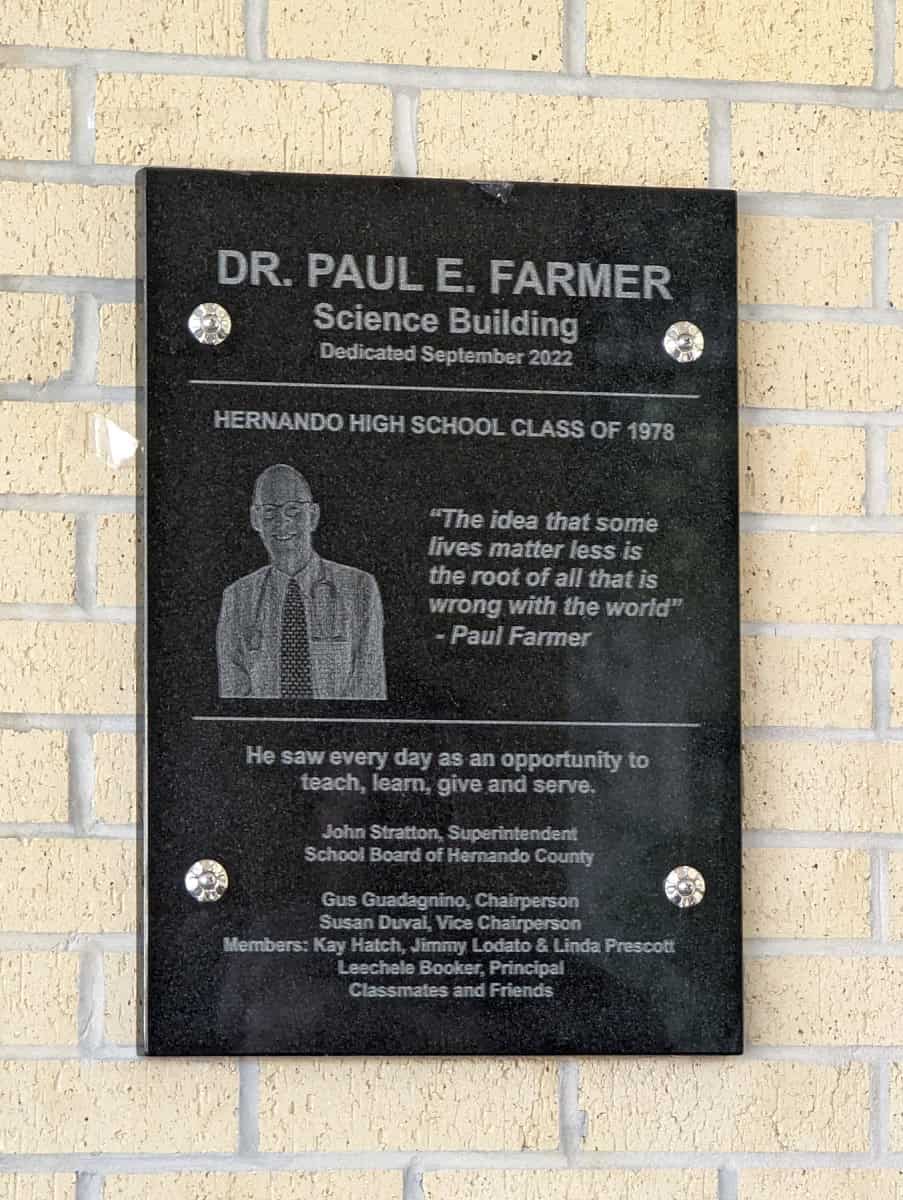 DR. PAUL E. FARMER
Science Building
Dedicated September 2022
HERNANDO HIGH SCHOOL CLASS OF 1978
“The idea that some
lives matter less is
the root of all that is
wrong with the world”
- Paul Farmer
He saw every day as an opportunity to
teach, learn, give and serve.
John Stratton, Superintendent
School Board of Hernando County
Gus Guadagnino, Chairperson
Susan Duval, Vice Chairperson
Members: Kay Hatch, Jimmy Lodato & Linda Prescott
Leechele Booker, Principal
Classmates and Friends